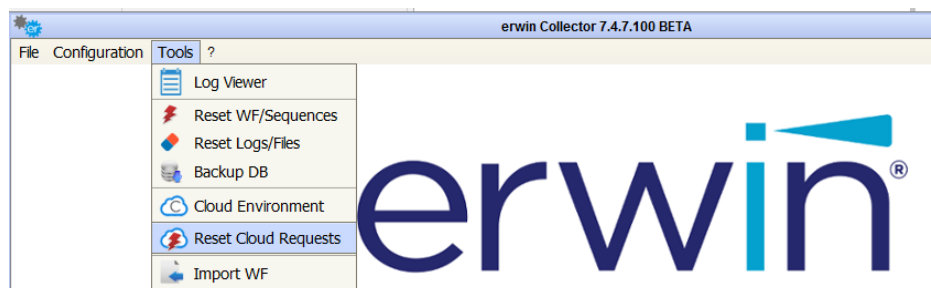 erwin Collector 7.4.7.100 BETA
File Configuration Tools ?
Log Viewer
Reset WF/Sequences
Reset Logs/Files
Backup DB
Cloud Environment
Reset Cloud Requests
Import WF
erwin®